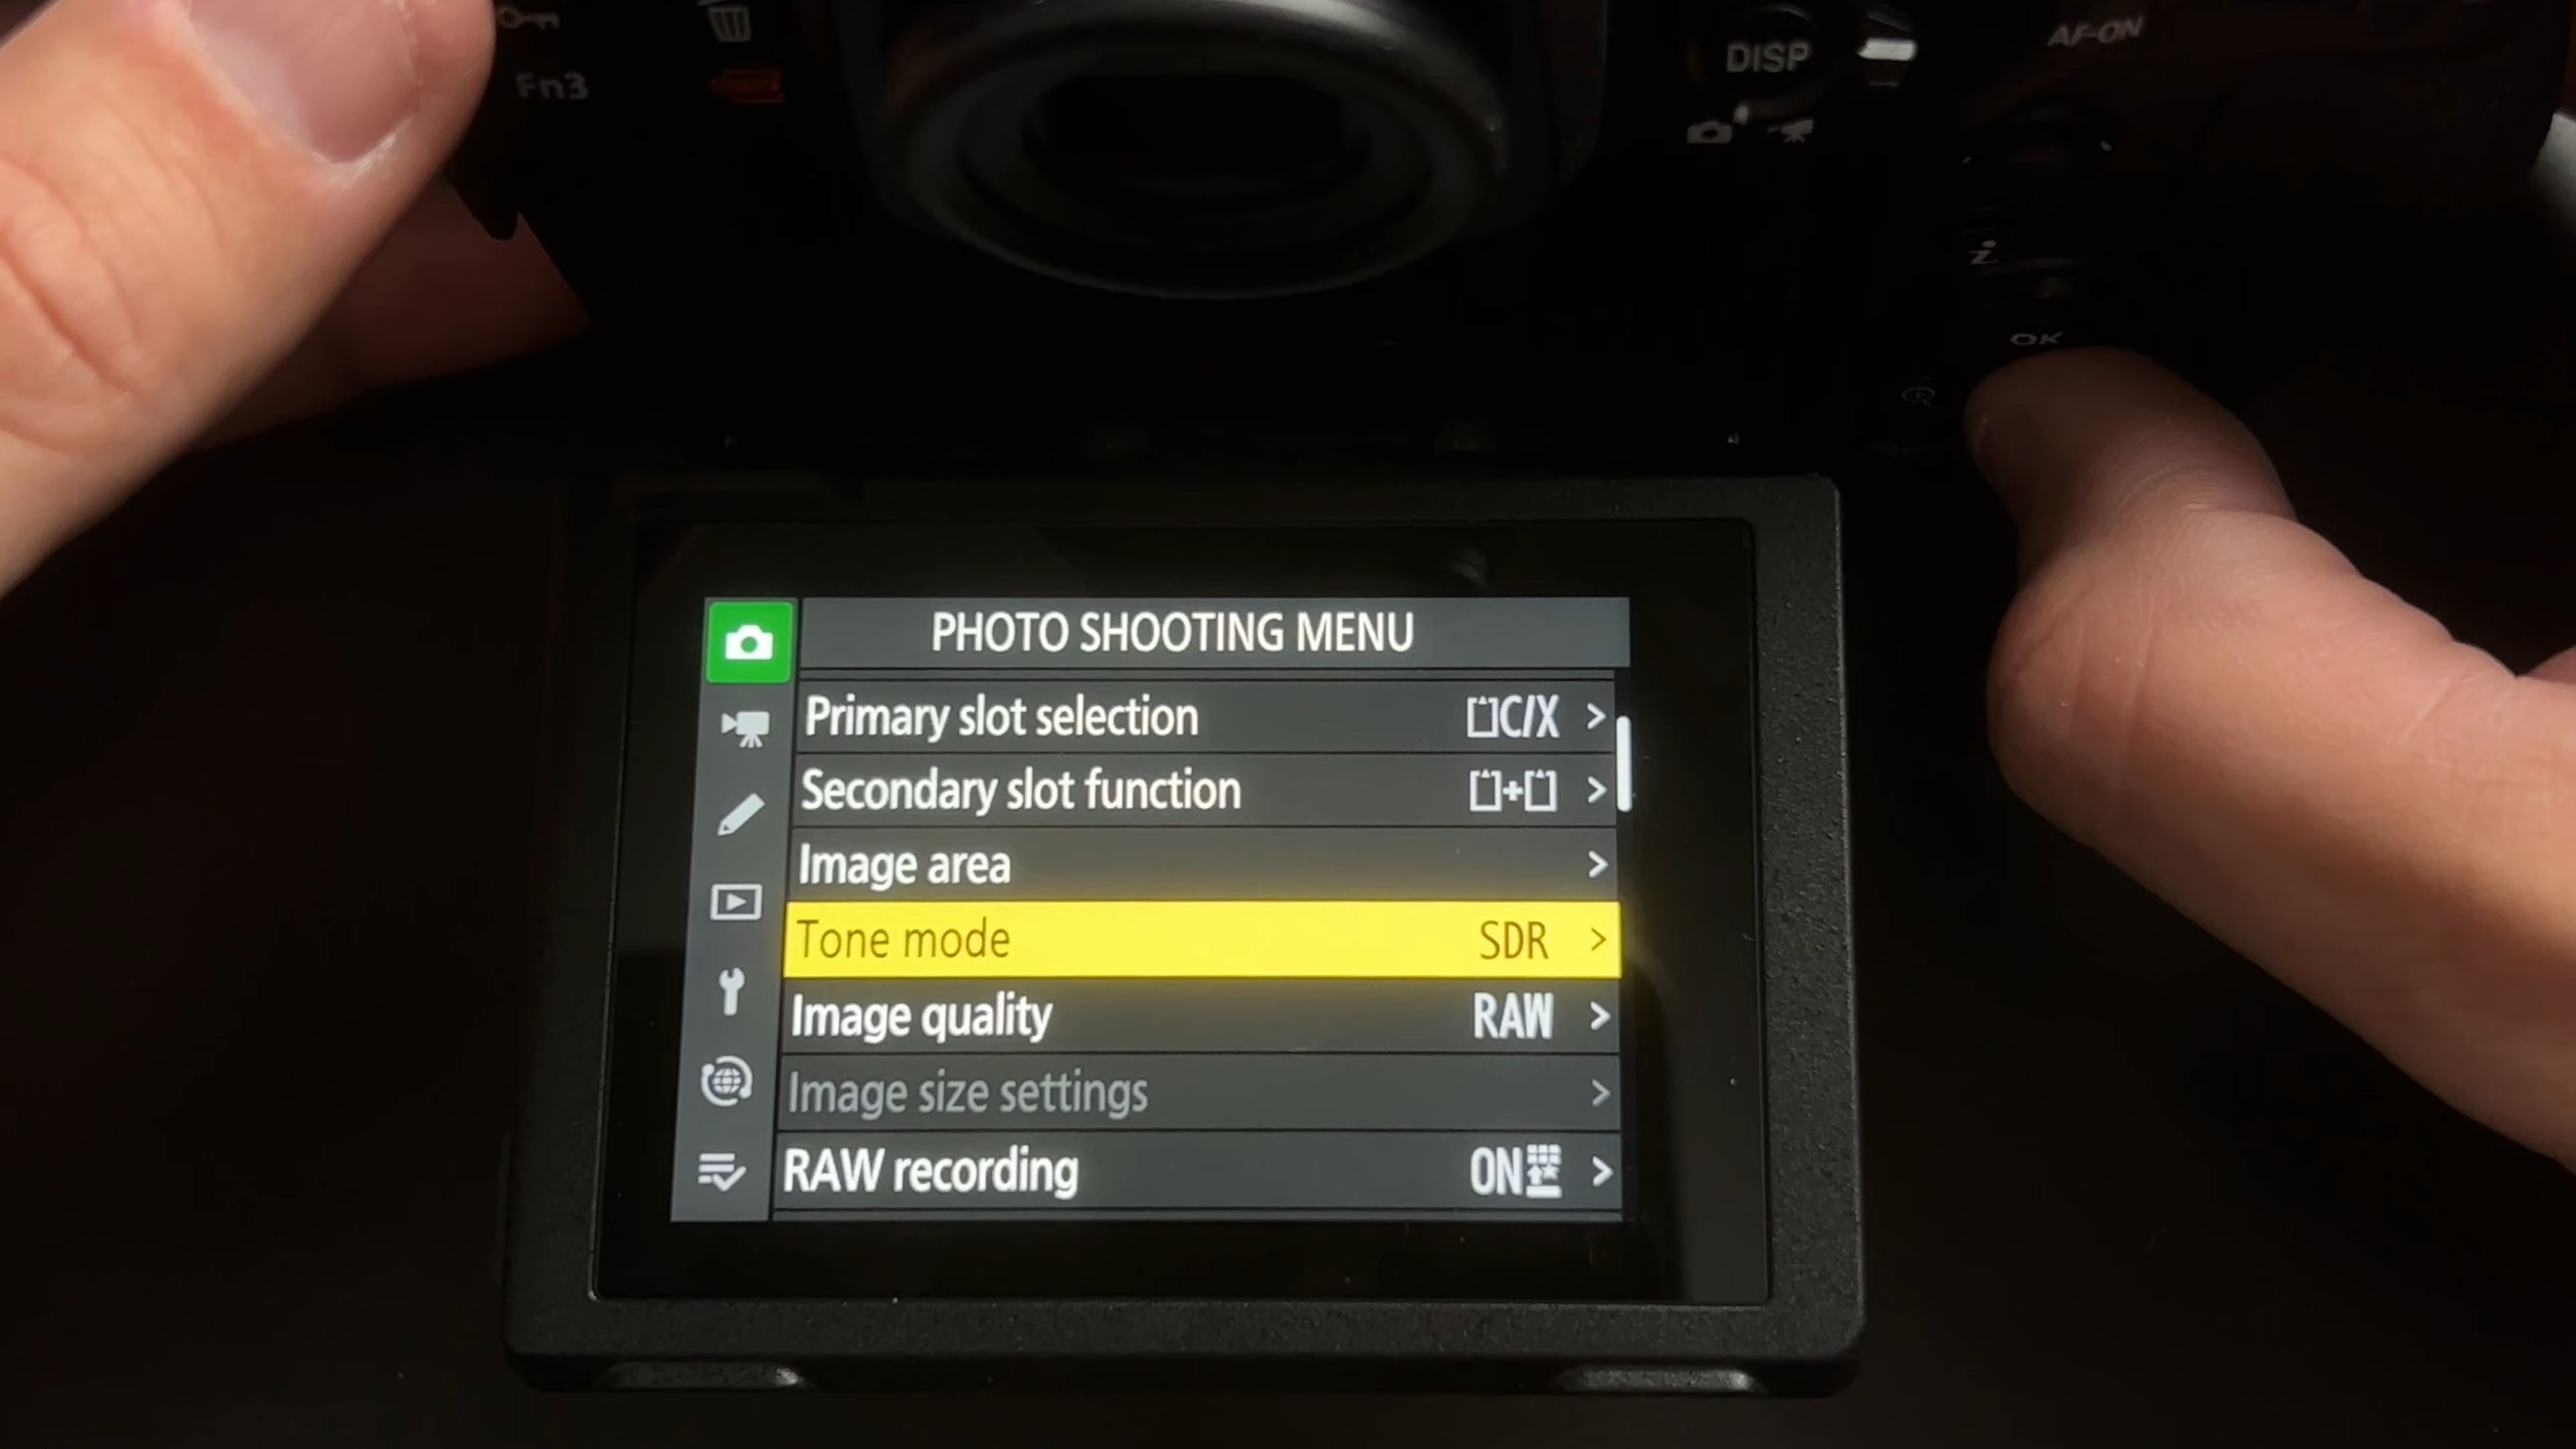 Fn3
DISP
AF-ON
i
OK
PHOTO SHOOTING MENU
Primary slot selection C/X >
Secondary slot function + >
Image area >
Tone mode SDR >
Image quality RAW >
Image size settings >
RAW recording ON >